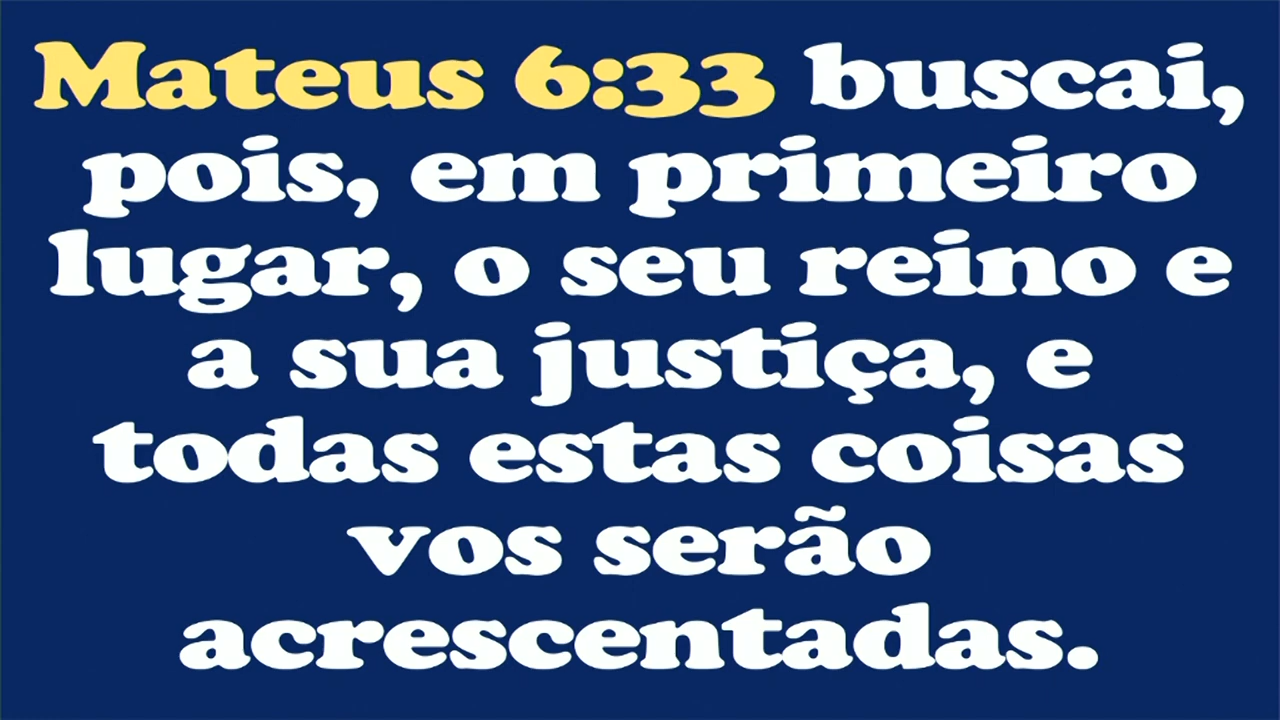 Mateus 6:33 buscai,
pois, em primeiro
lugar, o seu reino e
a sua justiça, e
todas estas coisas
vos serão
acrescentadas.